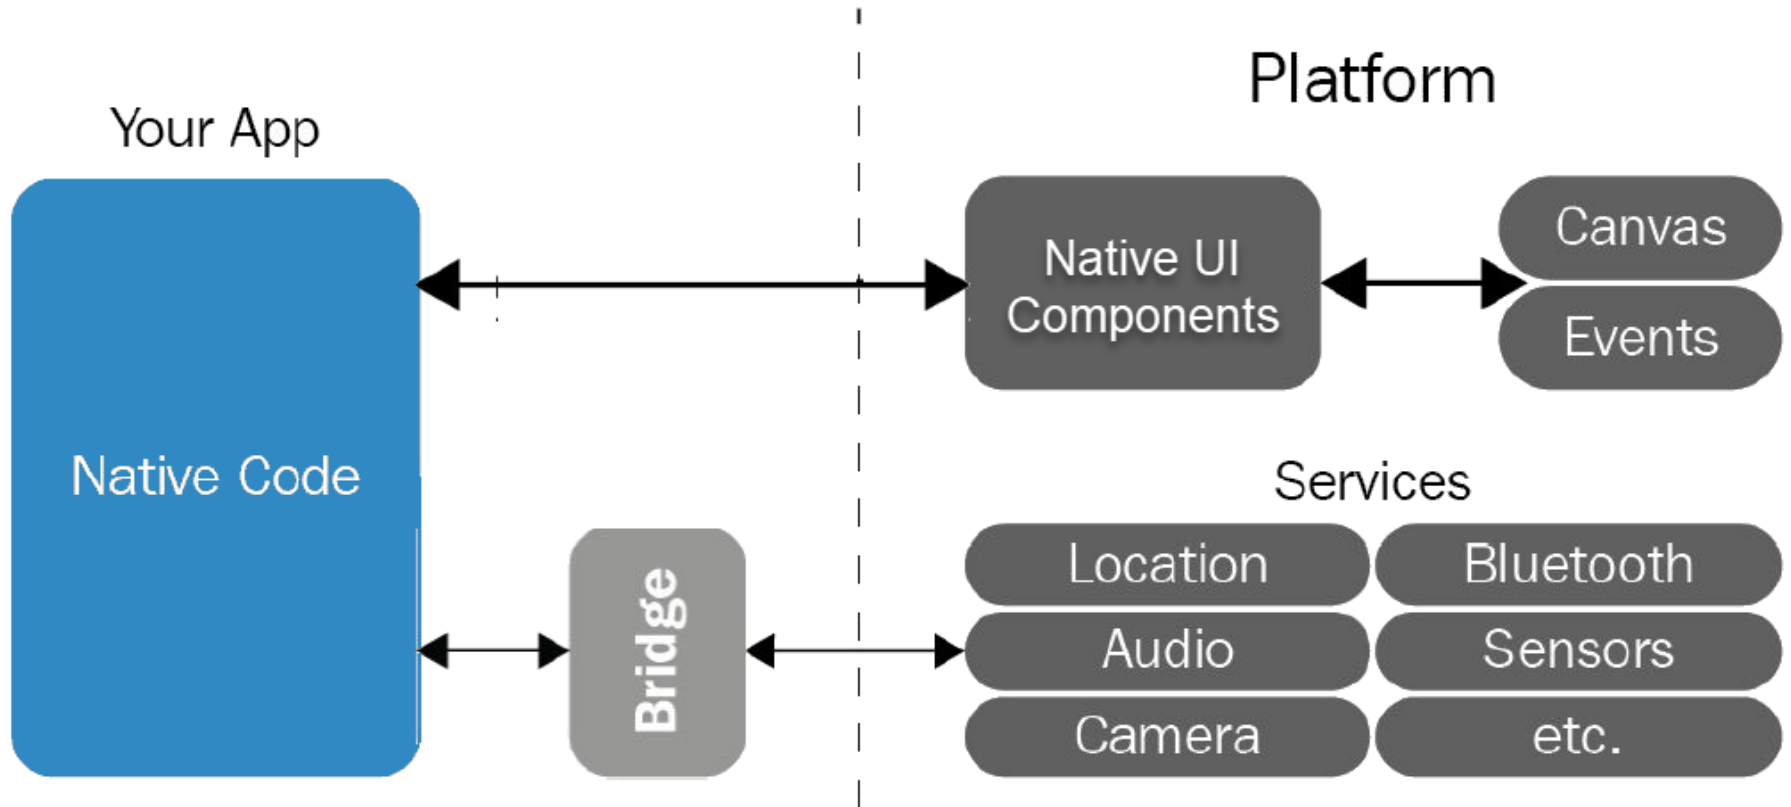 Platform
Your App
Native UI
Components
Canvas
Events
Native Code
Bridge
Services
Location
Bluetooth
Audio
Sensors
Camera
etc.